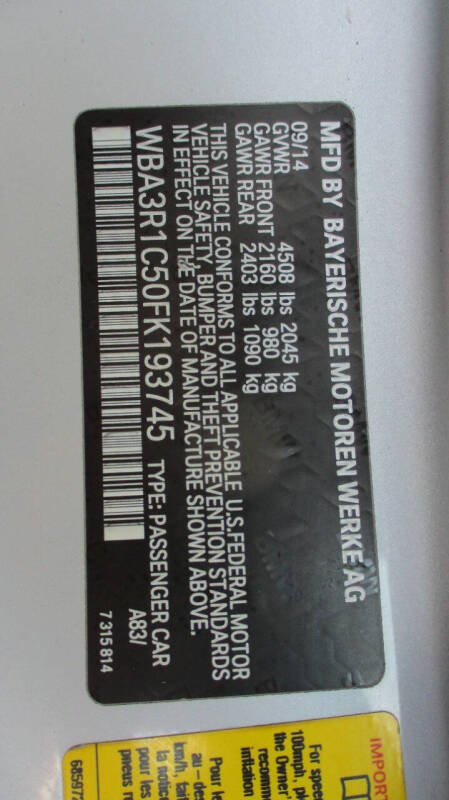 MFD BY BAYERISCHE MOTOREN WERKE AG
09/14
GVWR 4508 lbs 2045 kg
GAWR FRONT 2160 lbs 980 kg
GAWR REAR 2403 lbs 1090 kg
THIS VEHICLE CONFORMS TO ALL APPLICABLE U.S.FEDERAL MOTOR
VEHICLE SAFETY, BUMPER AND THEFT PREVENTION STANDARDS
IN EFFECT ON THE DATE OF MANUFACTURE SHOWN ABOVE.
WBA3R1C50FK193745 TYPE: PASSENGER CAR
A83/
7 315 814
IMPOR
For spee
100mph, pl
the Owner'
recomme
inflation
Pour le
au-des
km/h, fai
la notice
pour les
pneus r
68597